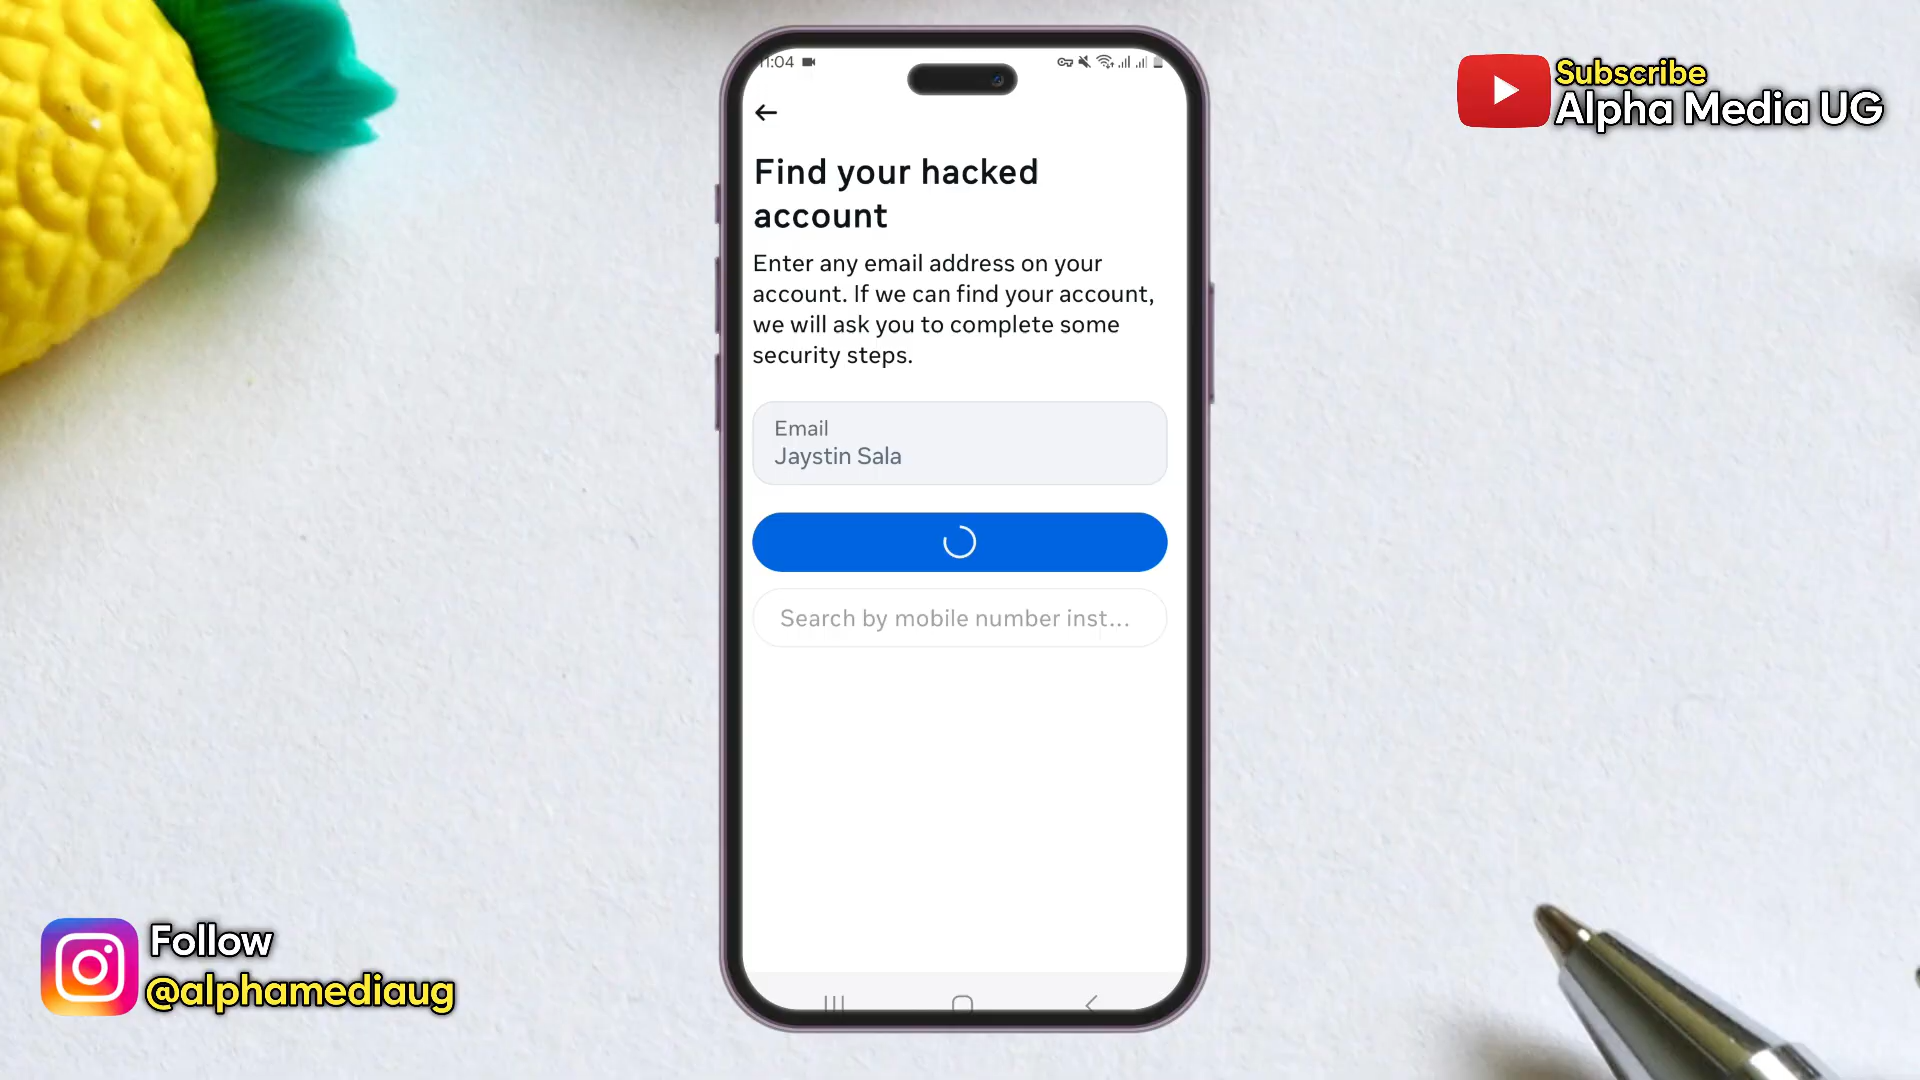 Subscribe
Alpha Media UG
11:04
Find your hacked
account
Enter any email address on your
account. If we can find your account,
we will ask you to complete some
security steps.
Email
Jaystin Sala
Search by mobile number inst...
Follow
@alphamediaug